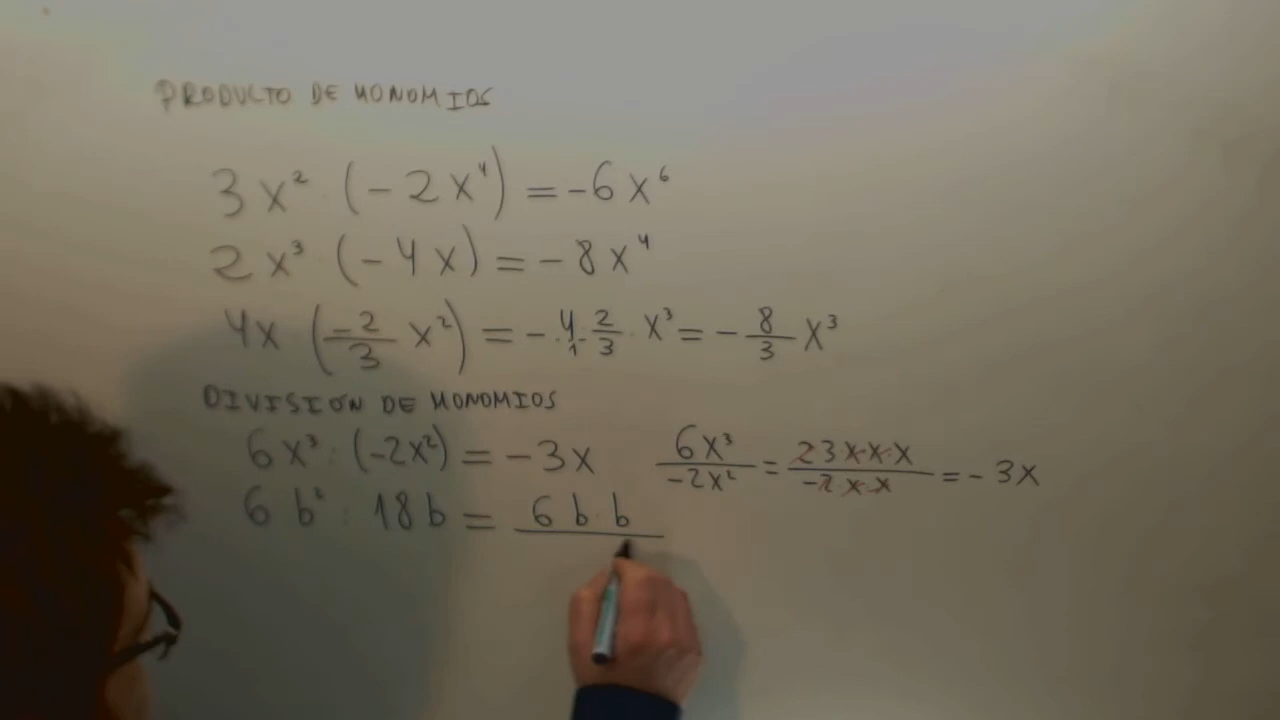 PRODUCTO DE MONOMIOS
3x² · (-2x⁴) = -6x⁶
2x³ · (-4x) = -8x⁴
4x (-2/3 x²) = -4/1 · 2/3 · x³ = -8/3 x³
DIVISIÓN DE MONOMIOS
6x³ : (-2x²) = -3x 6x³/-2x² = 2 3 x·x·x/-2 x·x = -3x
6b² : 18b = 6 b·b